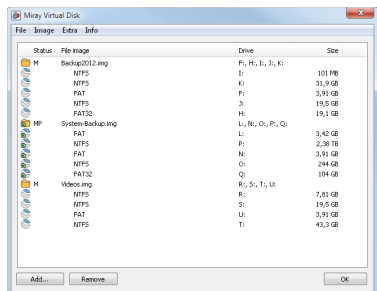 Miray Virtual Disk
File Image Extra Info
Status File image Drive Size
M Backup2012.img F:, H:, I:, J:, K:
NTFS I: 101 MB
NTFS K: 31,9 GB
FAT F: 3,91 GB
NTFS J: 19,5 GB
FAT32 H: 19,1 GB
MP System-Backup.img L:, N:, O:, P:, Q:
FAT L: 3,42 GB
NTFS P: 2,38 TB
FAT N: 3,91 GB
NTFS O: 244 GB
FAT32 Q: 104 GB
M Videos.img R:, S:, T:, U:
NTFS R: 7,81 GB
NTFS S: 19,5 GB
FAT U: 3,91 GB
NTFS T: 43,3 GB
Add... Remove OK